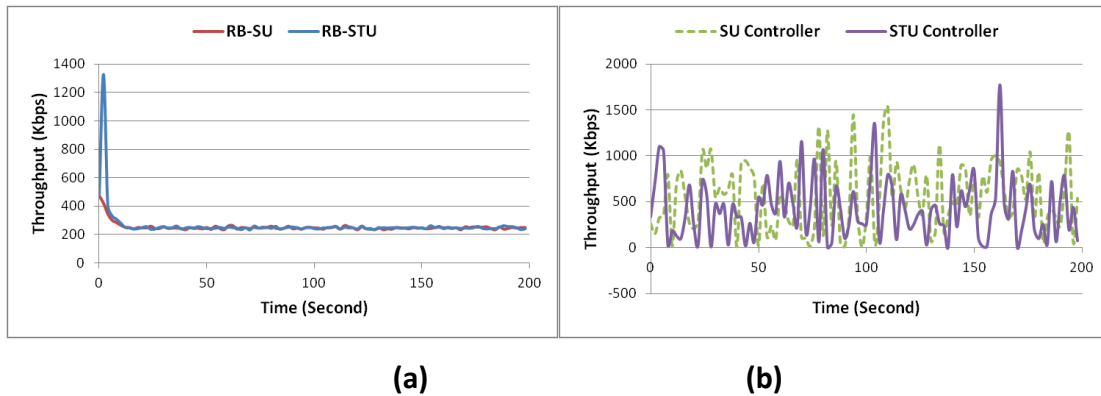 RB-SU RB-STU
Throughput (Kbps)
1400
1200
1000
800
600
400
200
0
0 50 100 150 200
Time (Second)
SU Controller STU Controller
Throughput (Kbps)
2000
1500
1000
500
0
-500
0 50 100 150 200
Time (Second)
(a) (b)